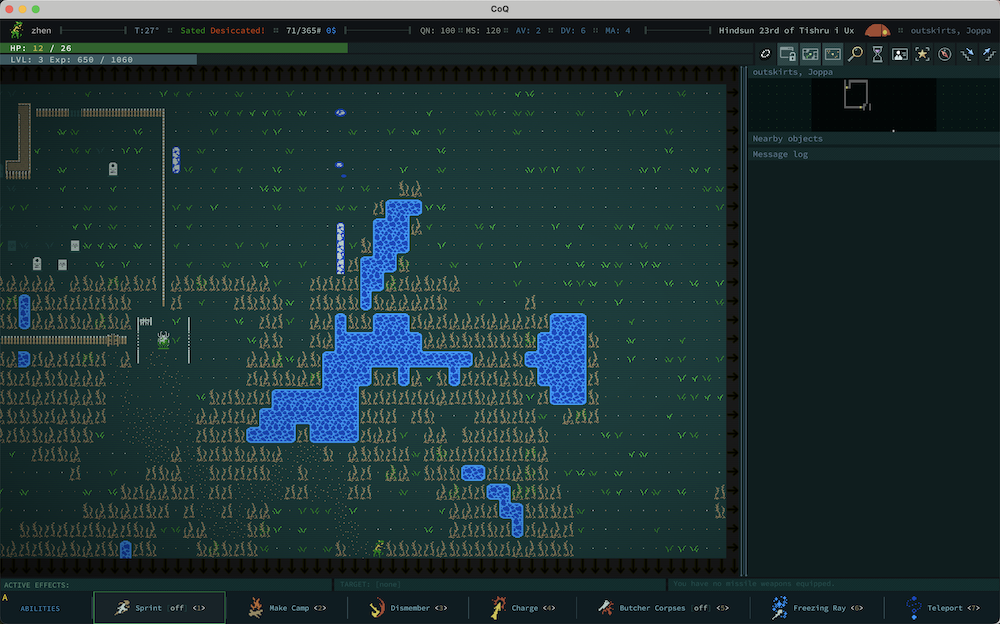 CoQ
zhen T:27° Sated Desiccated! 71/365# 0$ QN: 100 MS: 120 AV: 2 DV: 6 MA: 4 Hindsun 23rd of Tishru i Ux outskirts, Joppa
HP: 12 / 26
LVL: 3 Exp: 650 / 1060
outskirts, Joppa
Nearby objects
Message log
ACTIVE EFFECTS: TARGET: [none] You have no missile weapons equipped.
A
ABILITIES Sprint [off] <1> Make Camp <2> Dismember <3> Charge <4> Butcher Corpses [off] <5> Freezing Ray <6> Teleport <7>